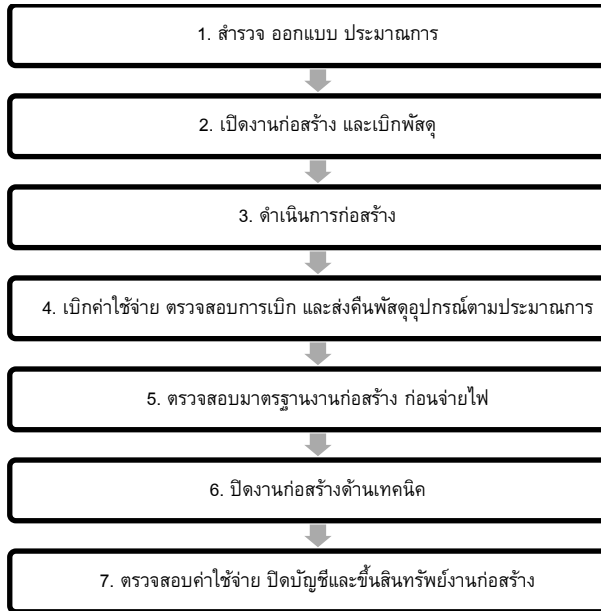 1. สำรวจ ออกแบบ ประมาณการ
2. เปิดงานก่อสร้าง และเบิกพัสดุ
3. ดำเนินการก่อสร้าง
4. เบิกค่าใช้จ่าย ตรวจสอบการเบิก และส่งคืนพัสดุอุปกรณ์ตามประมาณการ
5. ตรวจสอบมาตรฐานงานก่อสร้าง ก่อนจ่ายไฟ
6. ปิดงานก่อสร้างด้านเทคนิค
7. ตรวจสอบค่าใช้จ่าย ปิดบัญชีและขึ้นสินทรัพย์งานก่อสร้าง